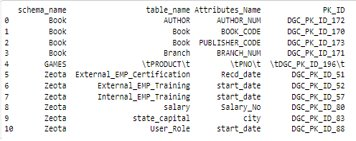 schema_name table_name Attributes_Name PK_ID
0 Book AUTHOR AUTHOR_NUM DGC_PK_ID_172
1 Book Book BOOK_CODE DGC_PK_ID_170
2 Book Book PUBLISHER_CODE DGC_PK_ID_173
3 Book Branch BRANCH_NUM DGC_PK_ID_171
4 GAMES \tPRODUCT\t \tPNO\t \tDGC_PK_ID_196\t
5 Zeota External_EMP_Certification Recd_date DGC_PK_ID_51
6 Zeota External_EMP_Training start_date DGC_PK_ID_52
7 Zeota Internal_EMP_Training start_date DGC_PK_ID_57
8 Zeota salary Salary_No DGC_PK_ID_80
9 Zeota state_capital city DGC_PK_ID_83
10 Zeota User_Role start_date DGC_PK_ID_88